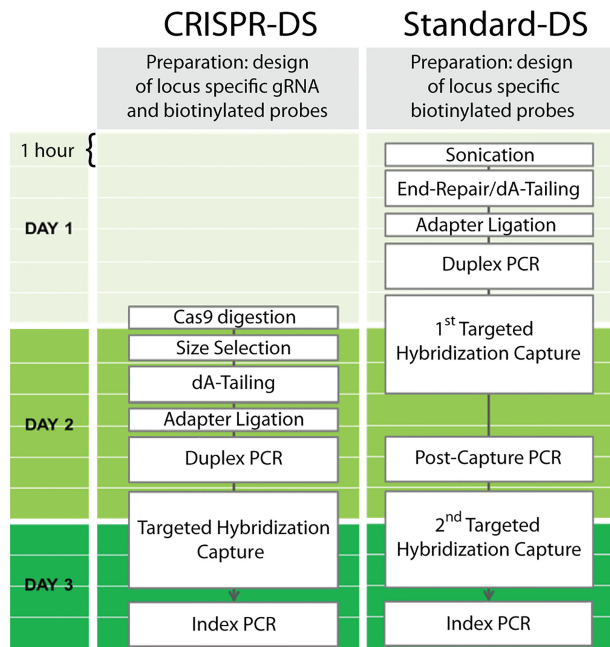 CRISPR-DS
Standard-DS
Preparation: design
of locus specific gRNA
and biotinylated probes
Preparation: design
of locus specific
biotinylated probes
1 hour
{
DAY 1
Sonication
End-Repair/dA-Tailing
Adapter Ligation
Duplex PCR
Cas9 digestion
1st Targeted
Hybridization Capture
DAY 2
Size Selection
dA-Tailing
Adapter Ligation
Duplex PCR
Post-Capture PCR
Targeted Hybridization
Capture
2nd Targeted
Hybridization Capture
DAY 3
Index PCR
Index PCR